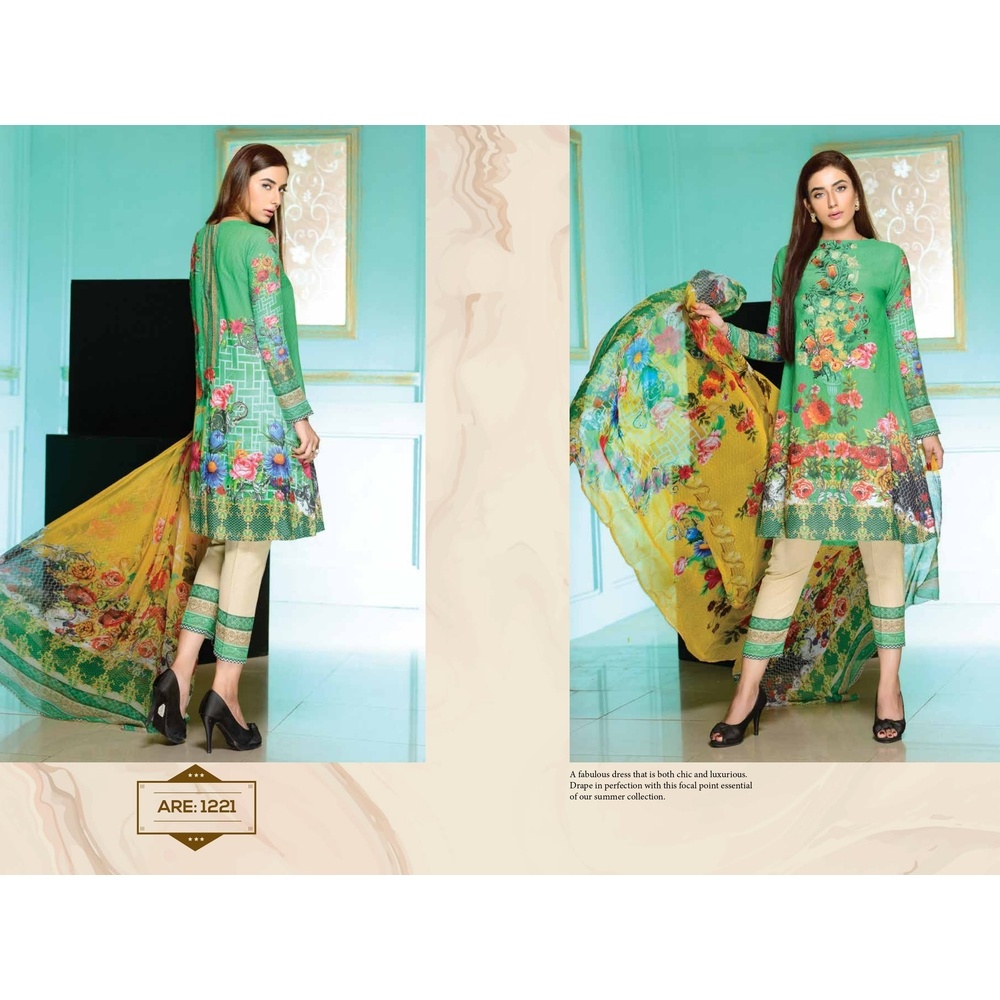 ARE: 1221
A fabulous dress that is both chic and luxurious.
Drape in perfection with this focal point essential
of our summer collection.